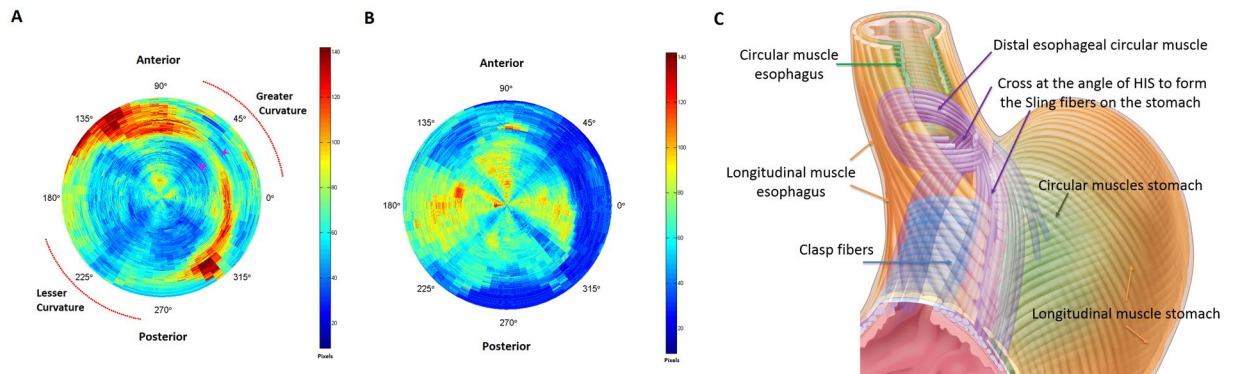 A
Anterior
90°
135°
45°
Greater
Curvature
180°
0°
225°
315°
Lesser
Curvature
270°
Posterior
140
120
100
80
60
40
20
Pixels
B
Anterior
90°
135°
45°
180°
0°
225°
315°
270°
Posterior
140
120
100
80
60
40
20
Pixels
C
Circular muscle
esophagus
Distal esophageal circular muscle
Cross at the angle of HIS to form
the Sling fibers on the stomach
Longitudinal muscle
esophagus
Circular muscles stomach
Clasp fibers
Longitudinal muscle stomach